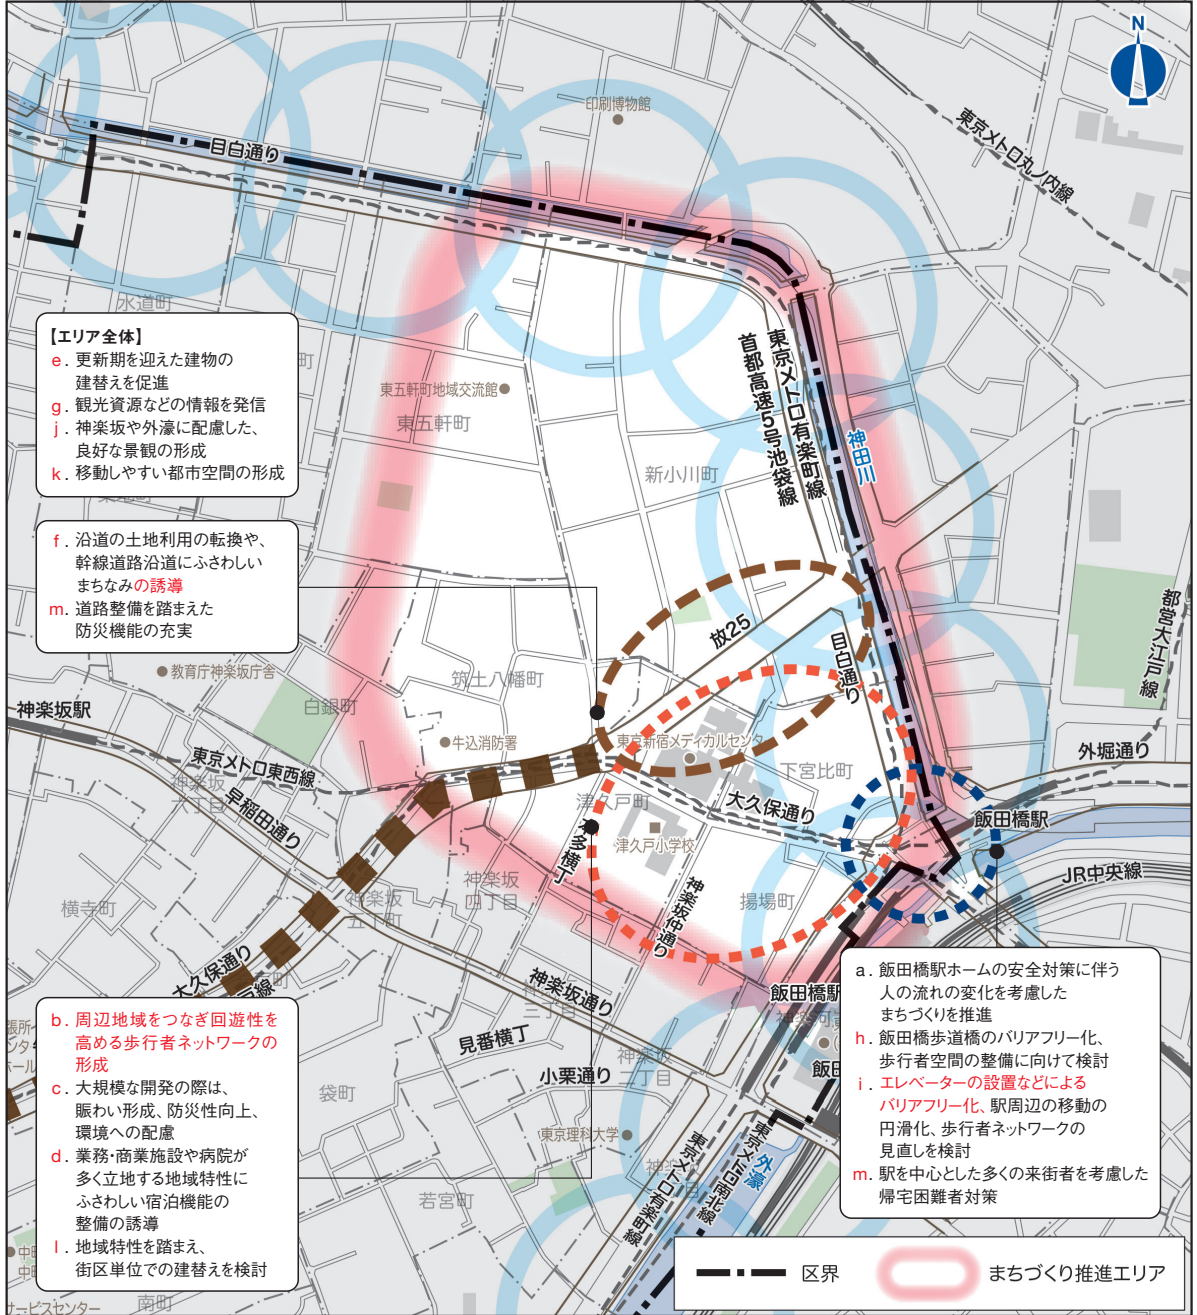 N
印刷博物館
東京メトロ丸ノ内線
目白通り
水道町
町
【エリア全体】
e. 更新期を迎えた建物の
建替えを促進
g. 観光資源などの情報を発信
j. 神楽坂や外濠に配慮した、
良好な景観の形成
k. 移動しやすい都市空間の形成
東五軒町地域交流館
東五軒町
新小川町
首都高速5号池袋線
東京メトロ有楽町線
神田川
f. 沿道の土地利用の転換や、
幹線道路沿道にふさわしい
まちなみの誘導
m. 道路整備を踏まえた
防災機能の充実
放25
目白通り
都営大江戸線
教育庁神楽坂庁舎
筑土八幡町
白銀町
神楽坂駅
牛込消防署
東京新宿メディカルセンター
下宮比町
外堀通り
東京メトロ東西線
神楽坂
六丁目
早稲田通り
津久戸町
大久保通り
飯田橋駅
本多横丁
津久戸小学校
JR中央線
神楽坂
四丁目
神楽坂仲通り
揚場町
横寺町
神楽坂
五丁目
大久保通り
神楽坂通り
三丁目
飯田橋駅
見番横丁
小栗通り
神楽坂
二丁目
袋町
東京理科大学
若宮町
東京メトロ有楽町線
東京メトロ南北線
外濠
a. 飯田橋駅ホームの安全対策に伴う
人の流れの変化を考慮した
まちづくりを推進
h. 飯田橋歩道橋のバリアフリー化、
歩行者空間の整備に向けて検討
i. エレベーターの設置などによる
バリアフリー化、駅周辺の移動の
円滑化、歩行者ネットワークの
見直しを検討
m. 駅を中心とした多くの来街者を考慮した
帰宅困難者対策
b. 周辺地域をつなぎ回遊性を
高める歩行者ネットワークの
形成
c. 大規模な開発の際は、
賑わい形成、防災性向上、
環境への配慮
d. 業務・商業施設や病院が
多く立地する地域特性に
ふさわしい宿泊機能の
整備の誘導
l. 地域特性を踏まえ、
街区単位での建替えを検討
南町
サービスセンター
区界
まちづくり推進エリア